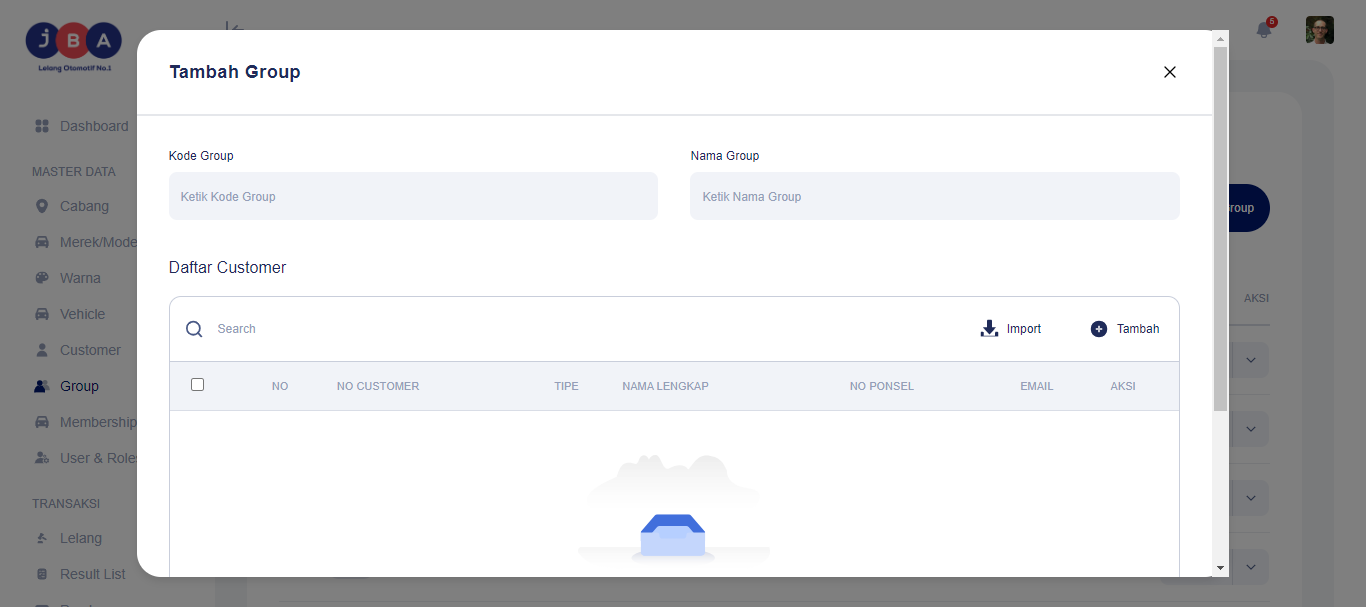 JBA
Lelang Otomotif No.1
6
Tambah Group
Dashboard
MASTER DATA
Cabang
Merek/Mode
Warna
Vehicle
Customer
Group
Membership
User & Roles
TRANSAKSI
Lelang
Result List
Kode Group
Nama Group
Ketik Kode Group
Ketik Nama Group
roup
Daftar Customer
AKSI
Search
Import
Tambah
NO
NO CUSTOMER
TIPE
NAMA LENGKAP
NO PONSEL
EMAIL
AKSI